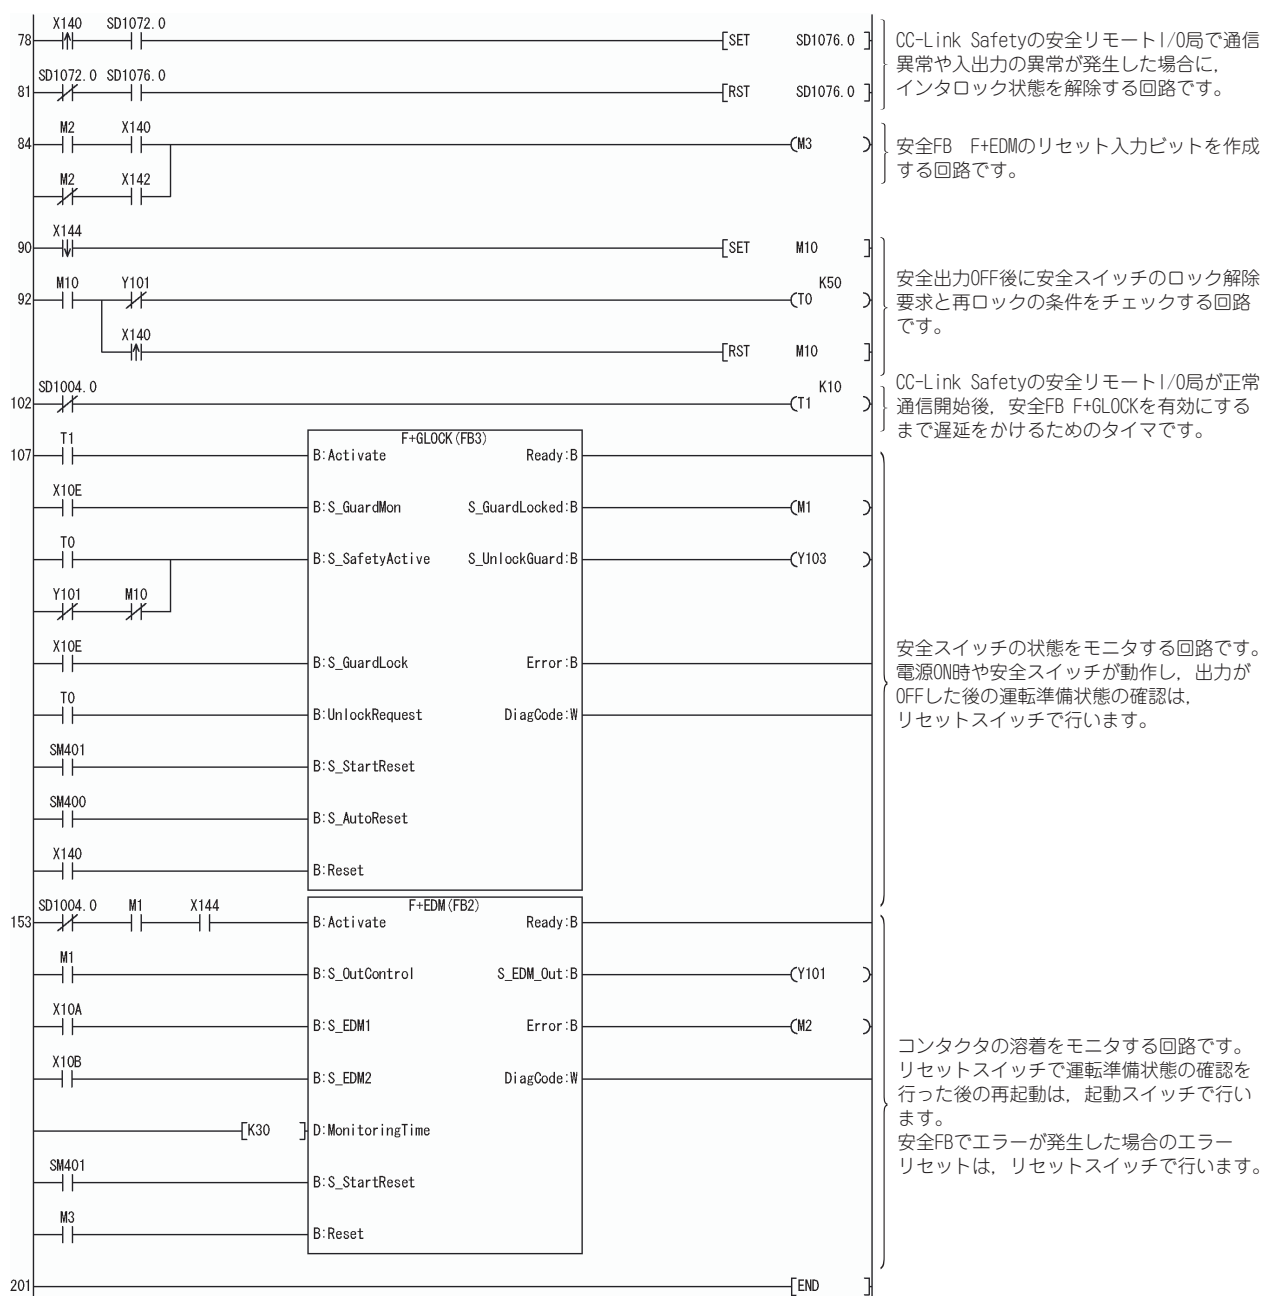 X140 SD1072.0
78 SET SD1076.0
CC-Link Safetyの安全リモートI/O局で通信
異常や入出力の異常が発生した場合に,
インタロック状態を解除する回路です。
SD1072.0 SD1076.0
81 RST SD1076.0
M2 X140
84 M3
安全FB F+EDMのリセット入力ビットを作成
する回路です。
M2 X142
X144
90 SET M10
M10 Y101 K50
92 T0
安全出力OFF後に安全スイッチのロック解除
要求と再ロックの条件をチェックする回路
です。
X140
RST M10
SD1004.0 K10
102 T1
CC-Link Safetyの安全リモートI/O局が正常
通信開始後, 安全FB F+GLOCKを有効にする
まで遅延をかけるためのタイマです。
T1 F+GLOCK(FB3)
107 B:Activate Ready:B
X10E
B:S_GuardMon S_GuardLocked:B M1
T0
B:S_SafetyActive S_UnlockGuard:B Y103
Y101 M10
X10E
B:S_GuardLock Error:B
安全スイッチの状態をモニタする回路です。
電源ON時や安全スイッチが動作し, 出力が
OFFした後の運転準備状態の確認は,
リセットスイッチで行います。
T0
B:UnlockRequest DiagCode:W
SM401
B:S_StartReset
SM400
B:S_AutoReset
X140
B:Reset
SD1004.0 M1 X144 F+EDM(FB2)
153 B:Activate Ready:B
M1
B:S_OutControl S_EDM_Out:B Y101
X10A
B:S_EDM1 Error:B M2
X10B
B:S_EDM2 DiagCode:W
コンタクタの溶着をモニタする回路です。
リセットスイッチで運転準備状態の確認を
行った後の再起動は, 起動スイッチで行い
ます。
安全FBでエラーが発生した場合のエラー
リセットは, リセットスイッチで行います。
K30 D:MonitoringTime
SM401
B:S_StartReset
M3
B:Reset
201 END